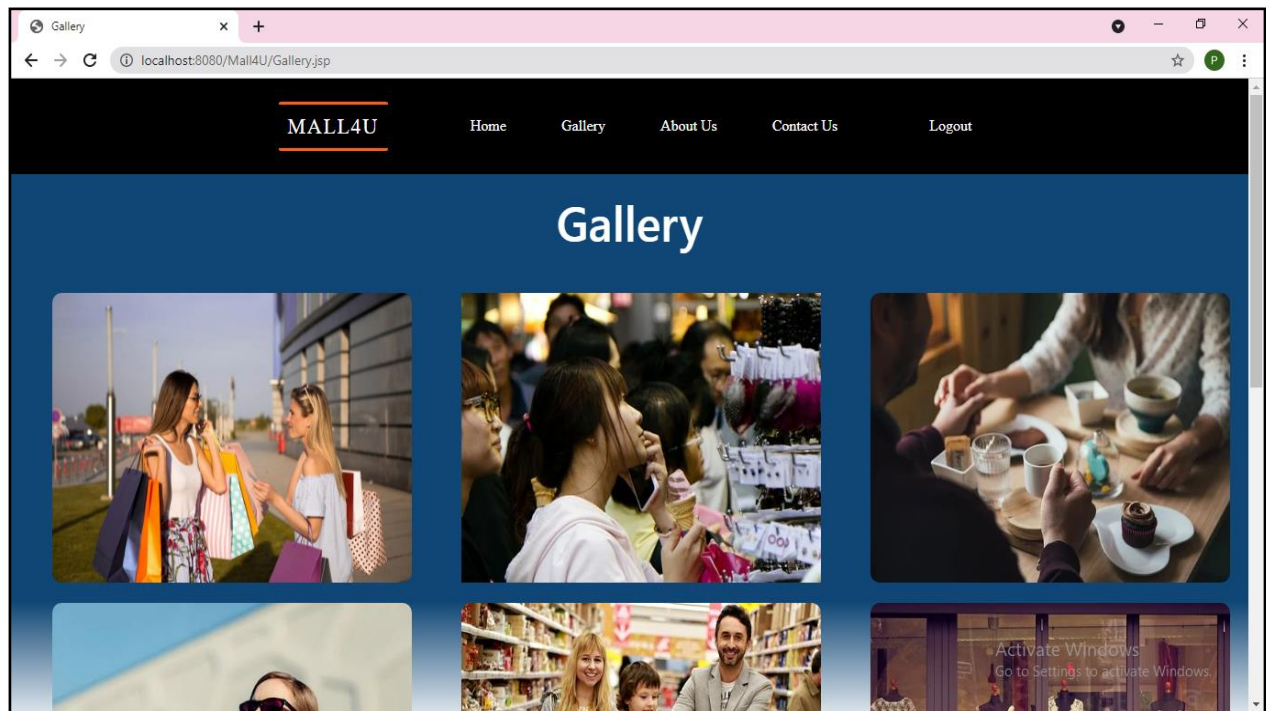 Gallery
localhost:8080/Mall4U/Gallery.jsp
P
MALL4U Home Gallery About Us Contact Us Logout
Gallery
Activate Windows
Go to Settings to activate Windows.